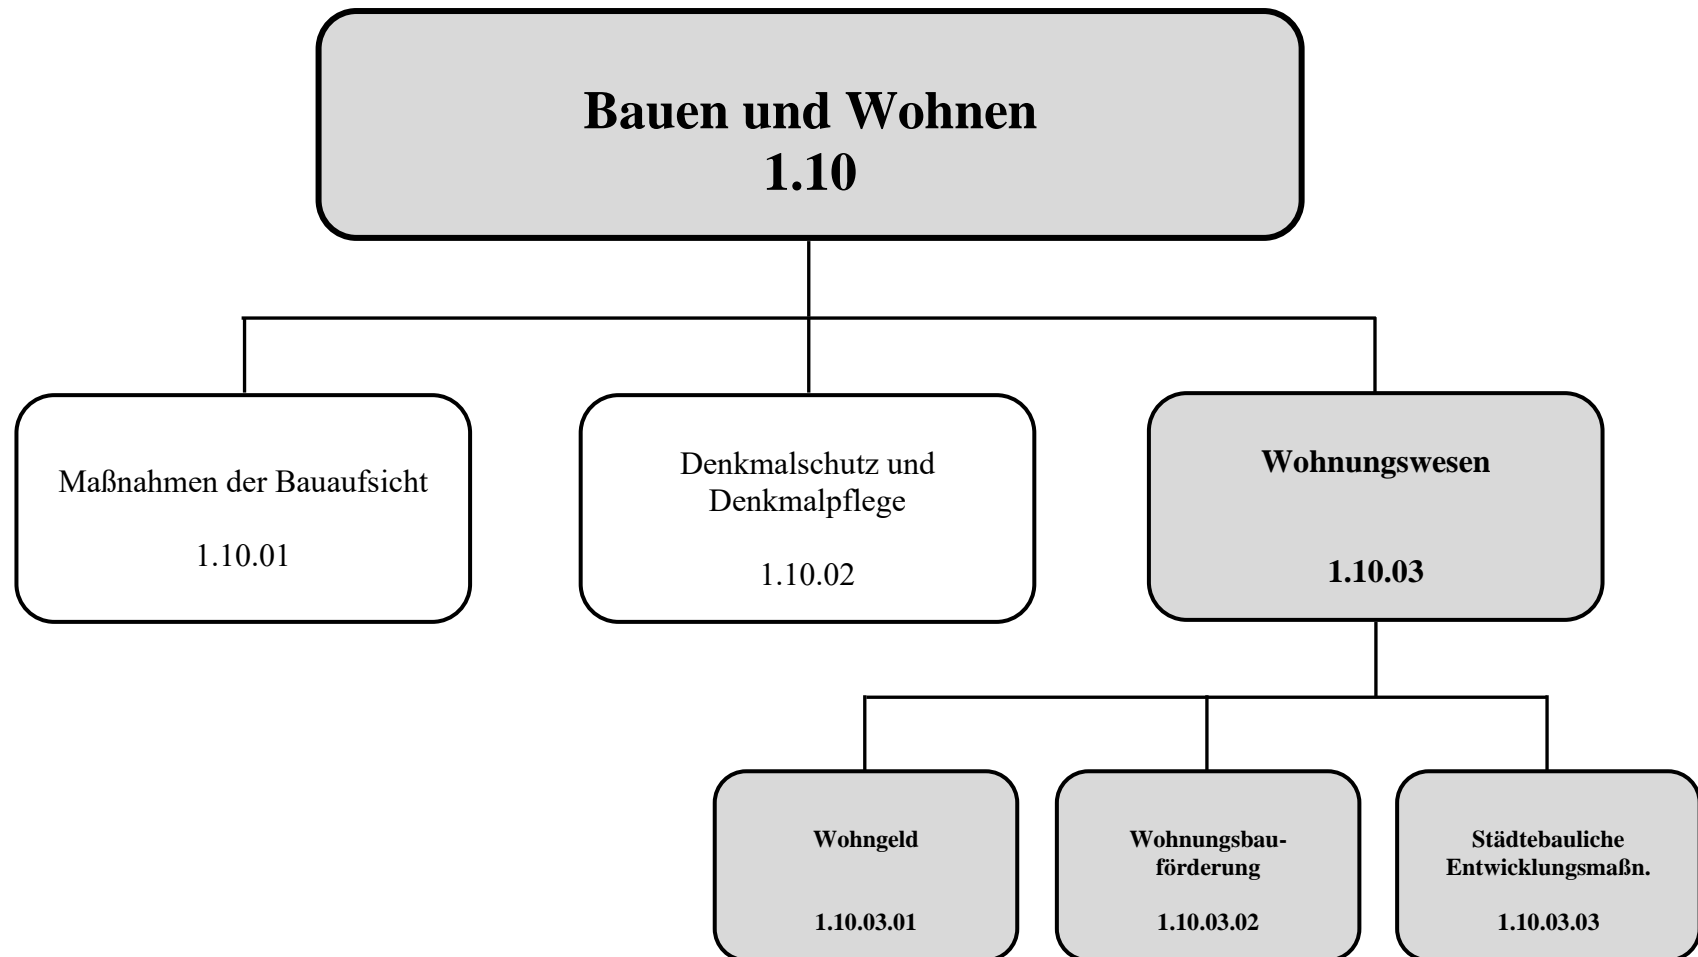 Bauen und Wohnen
1.10
Maßnahmen der Bauaufsicht
1.10.01
Denkmalschutz und
Denkmalpflege
1.10.02
Wohnungswesen
1.10.03
Wohngeld
1.10.03.01
Wohnungsbau-
förderung
1.10.03.02
Städtebauliche
Entwicklungsmaßn.
1.10.03.03